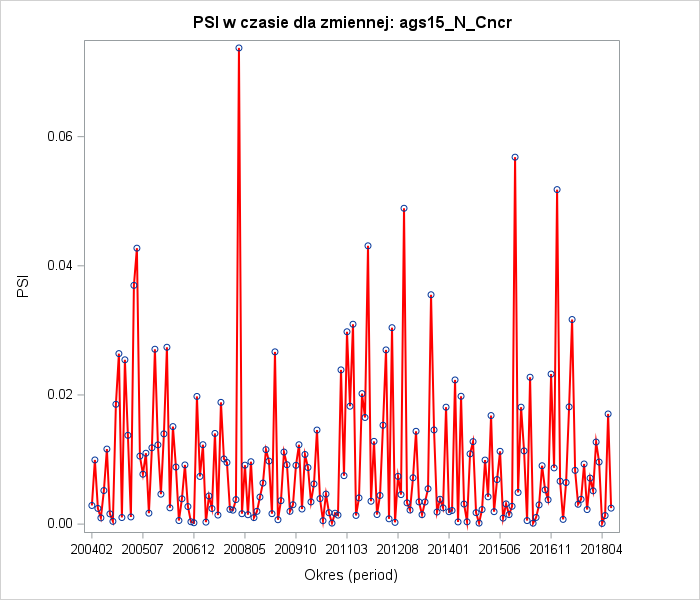 PSI w czasie dla zmiennej: ags15_N_Cncr
PSI
0.06
0.04
0.02
0.00
200402 200507 200612 200805 200910 201103 201208 201401 201506 201611 201804
Okres (period)